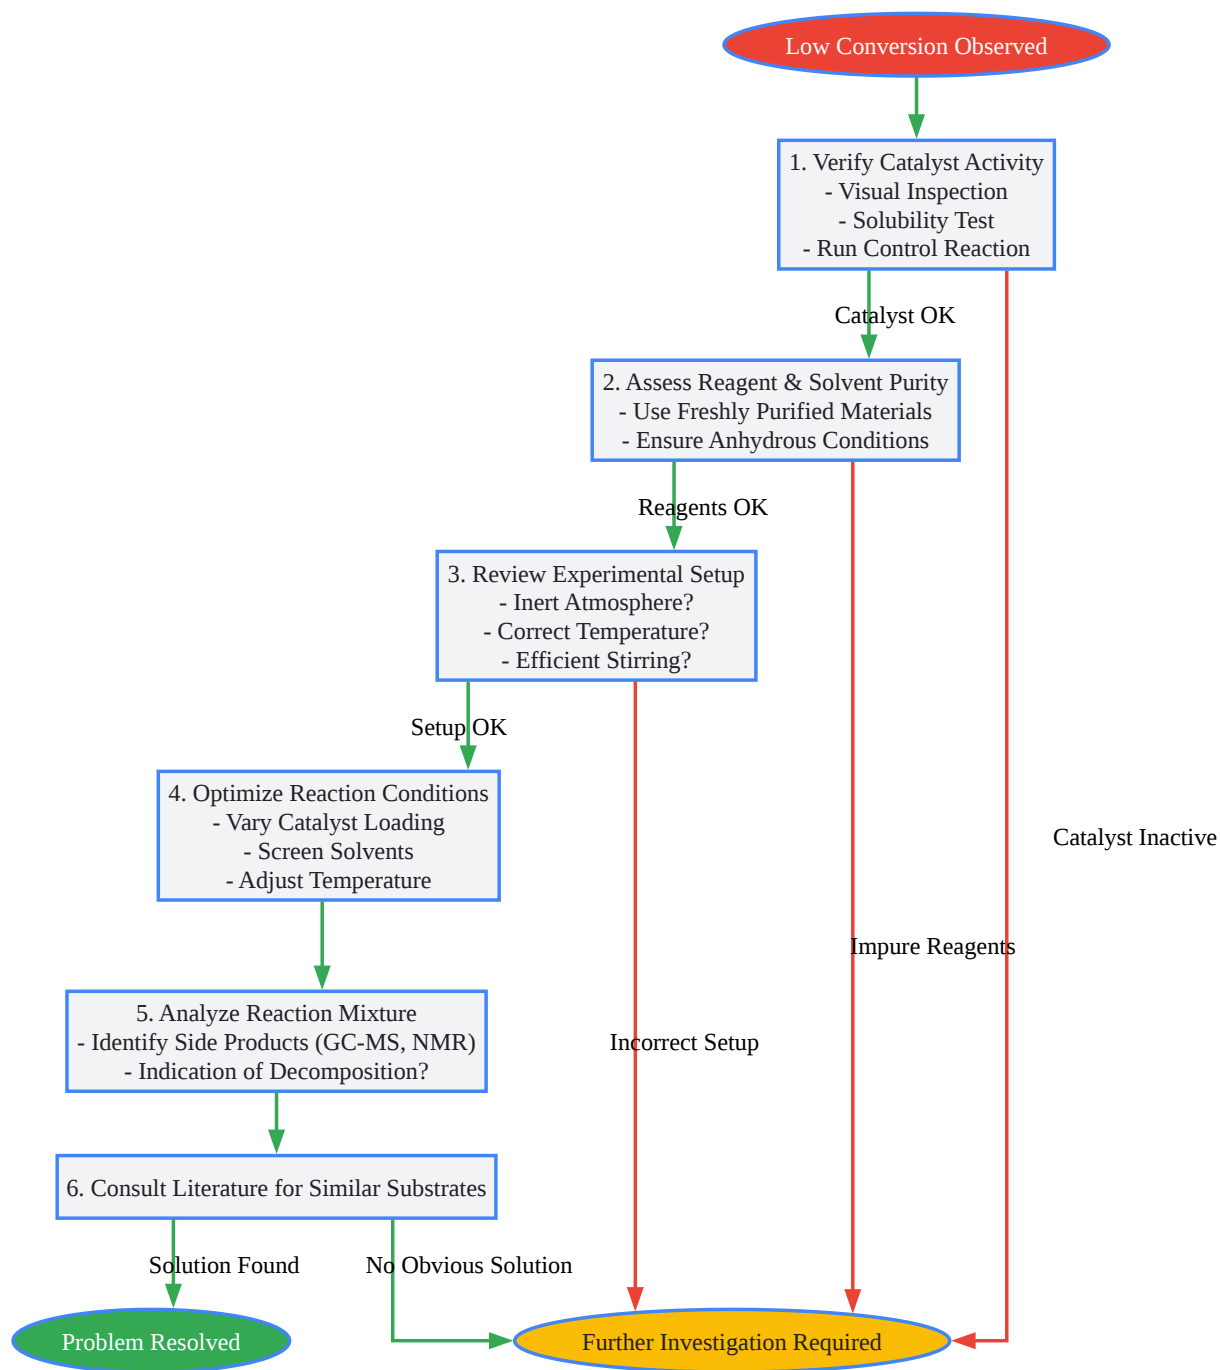 Low Conversion Observed
1. Verify Catalyst Activity
- Visual Inspection
- Solubility Test
- Run Control Reaction
Catalyst OK
2. Assess Reagent & Solvent Purity
- Use Freshly Purified Materials
- Ensure Anhydrous Conditions
Reagents OK
3. Review Experimental Setup
- Inert Atmosphere?
- Correct Temperature?
- Efficient Stirring?
Setup OK
4. Optimize Reaction Conditions
- Vary Catalyst Loading
- Screen Solvents
- Adjust Temperature
Catalyst Inactive
Impure Reagents
5. Analyze Reaction Mixture
- Identify Side Products (GC-MS, NMR)
- Indication of Decomposition?
Incorrect Setup
6. Consult Literature for Similar Substrates
Solution Found
No Obvious Solution
Problem Resolved
Further Investigation Required